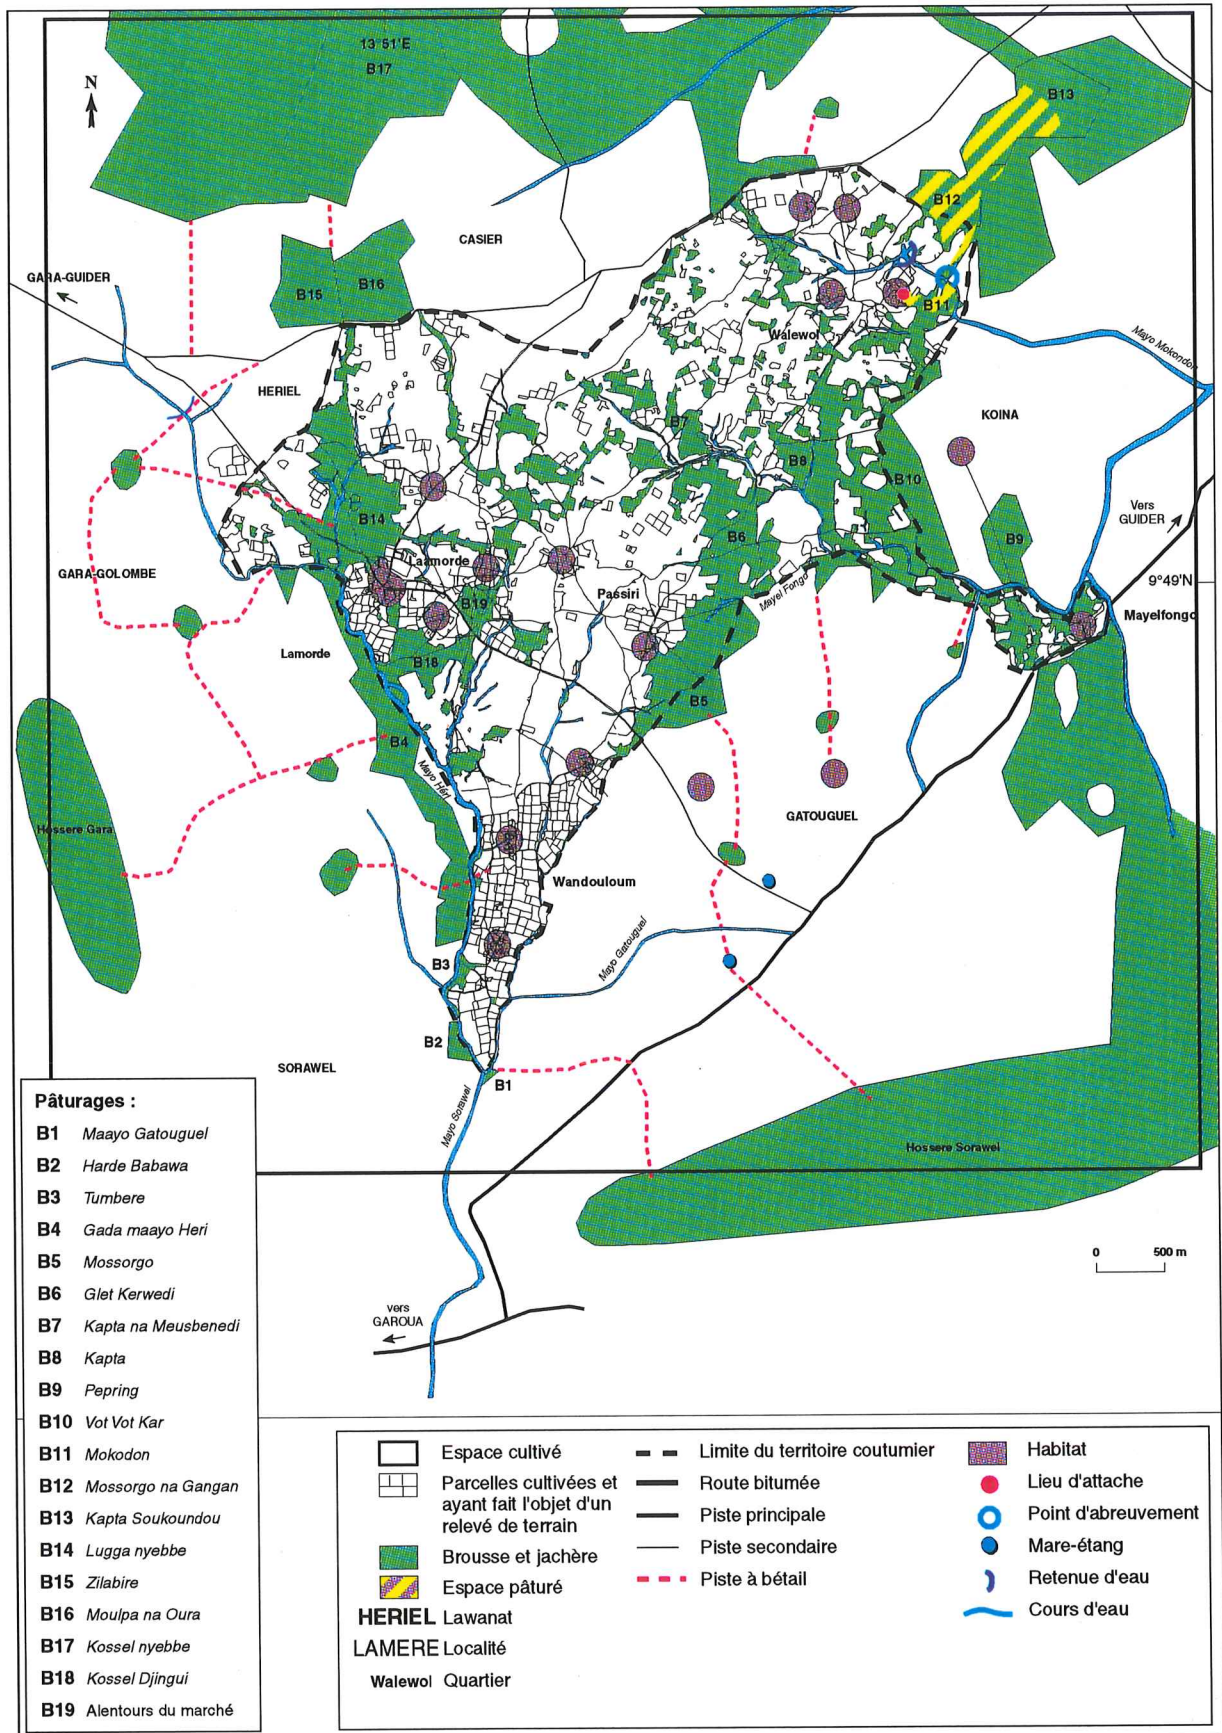 13°51'E
B17
B13
N
B12
CASIER
GARA-GUIDER
B15
B16
B11
Walewol
Mayo Mokondon
HERIEL
KOINA
B7
B8
B10
Vers
GUIDER
B14
B6
B9
Laamorde
GARA-GOLOMBE
Passiri
Mayel Fongo
9°49'N
B19
Mayelfongo
Lamorde
B18
B5
B4
Mayo Héri
GATOUGUEL
Hossere Gara
Wandouloum
Mayo Gatouguel
B3
B2
SORAWEL
B1
Mayo Sorawel
Hossere Sorawel
0 500 m
vers
GAROUA
Pâturages :
B1 Maayo Gatouguel
B2 Harde Babawa
B3 Tumbere
B4 Gada maayo Heri
B5 Mossorgo
B6 Glet Kerwedi
B7 Kapta na Meusbenedi
B8 Kapta
B9 Pepring
B10 Vot Vot Kar
B11 Mokodon
B12 Mossorgo na Gangan
B13 Kapta Soukoundou
B14 Lugga nyebbe
B15 Zilabire
B16 Moulpa na Oura
B17 Kossel nyebbe
B18 Kossel Djingui
B19 Alentours du marché
Espace cultivé
Parcelles cultivées et
ayant fait l'objet d'un
relevé de terrain
Brousse et jachère
Espace pâturé
HERIEL Lawanat
LAMERE Localité
Walewol Quartier
Limite du territoire coutumier
Route bitumée
Piste principale
Piste secondaire
Piste à bétail
Habitat
Lieu d'attache
Point d'abreuvement
Mare-étang
Retenue d'eau
Cours d'eau